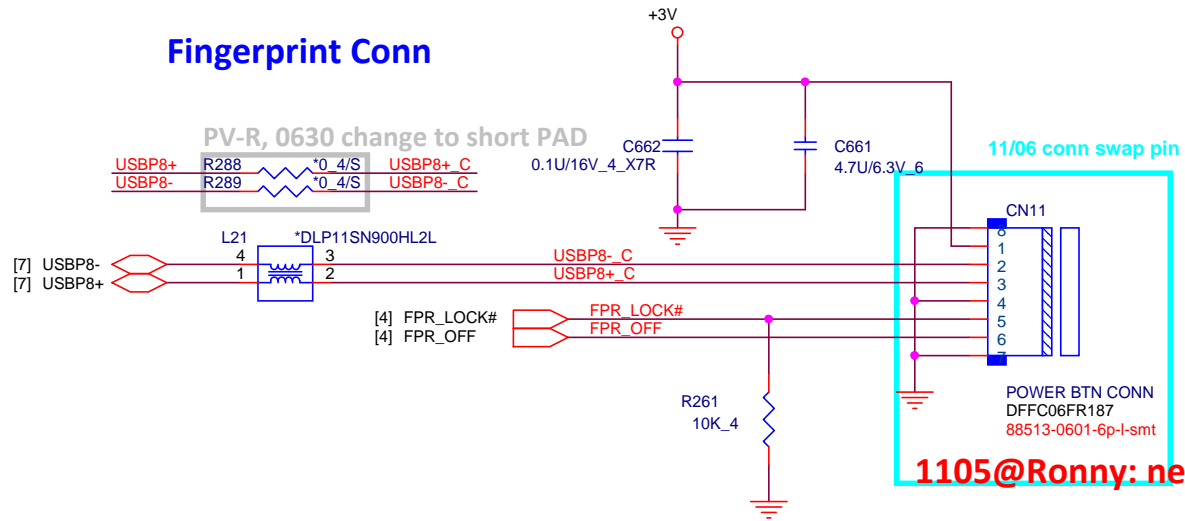 +3V
Fingerprint Conn
PV-R, 0630 change to short PAD
USBP8+ R288 *0_4/S USBP8+_C
USBP8- R289 *0_4/S USBP8-_C
C662
0.1U/16V_4_X7R
C661
4.7U/6.3V_6
11/06 conn swap pin
CN11
L21 *DLP11SN900HL2L
4 3
1 2
[7] USBP8-
[7] USBP8+
USBP8-_C
USBP8+_C
[4] FPR_LOCK# FPR_LOCK#
[4] FPR_OFF FPR_OFF
8
1
2
3
4
5
6
7
R261
10K_4
POWER BTN CONN
DFFC06FR187
88513-0601-6p-l-smt
1105@Ronny: ne